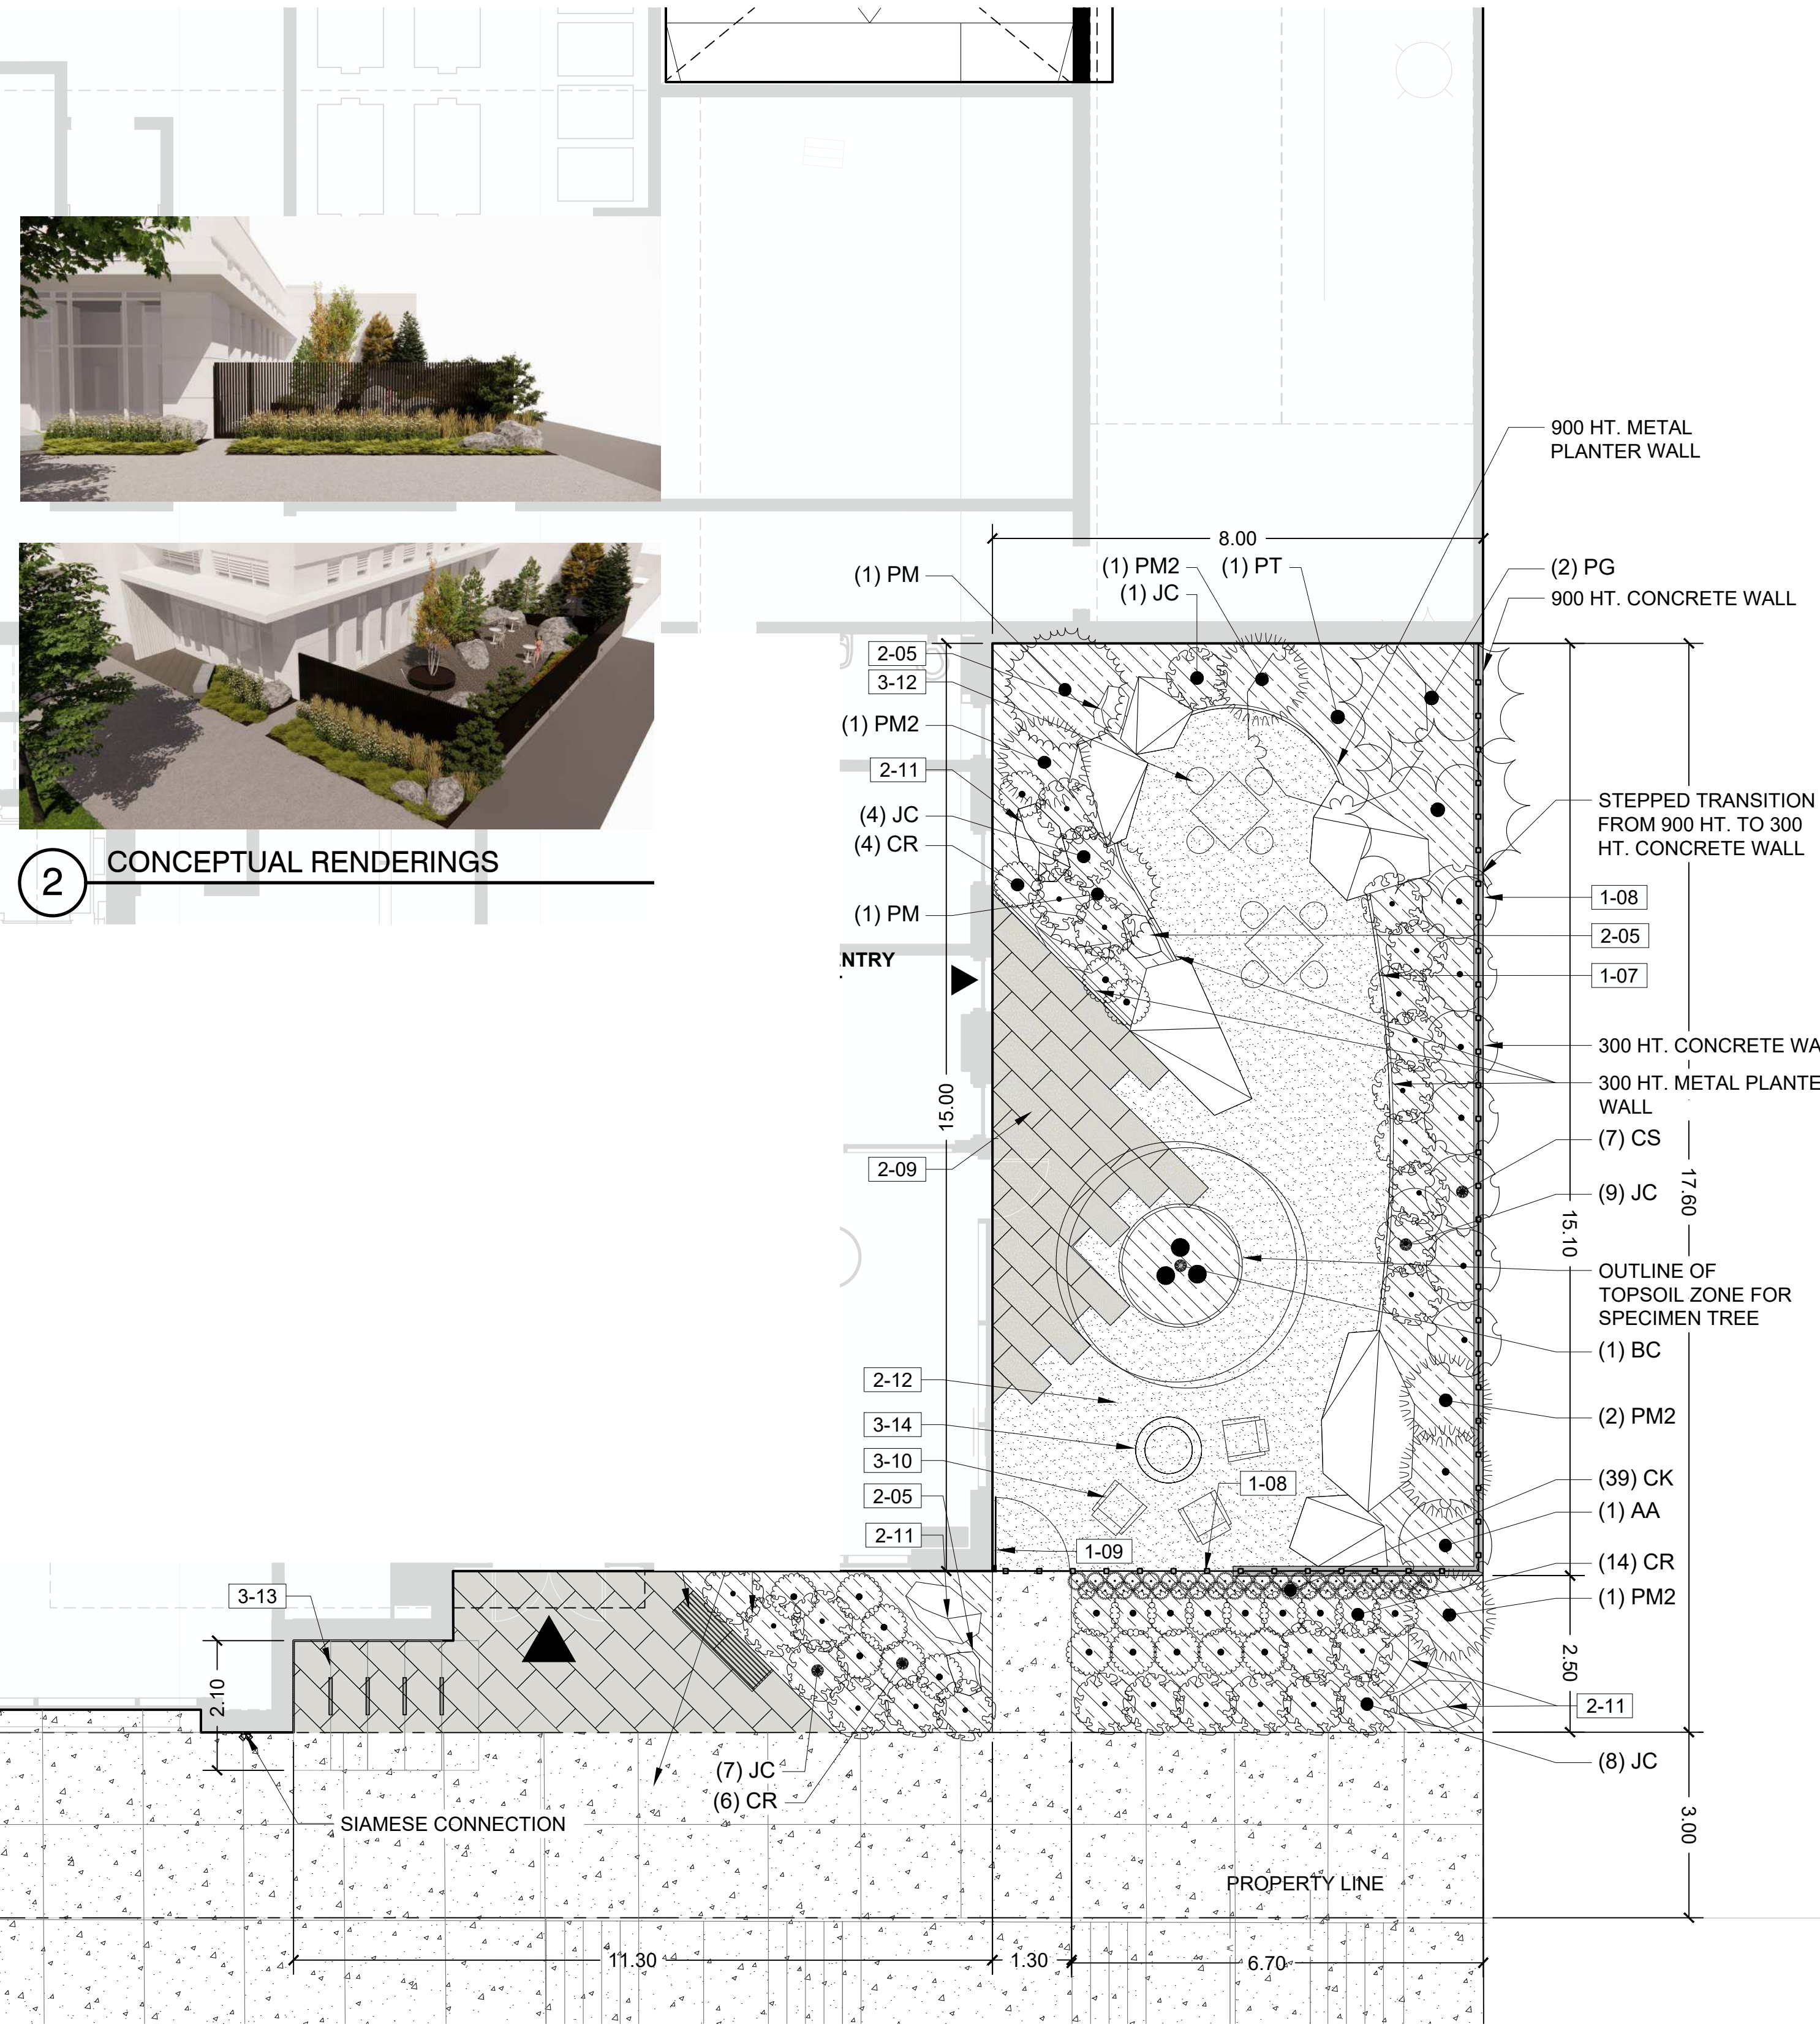 2
CONCEPTUAL RENDERINGS
8.00
900 HT. METAL
PLANTER WALL
(1) PM
(1) PM2
(1) PT
(1) JC
(2) PG
900 HT. CONCRETE WALL
2-05
3-12
(1) PM2
2-11
(4) JC
(4) CR
(1) PM
NTRY
15.00
2-09
2-12
3-14
3-10
2-05
2-11
STEPPED TRANSITION
FROM 900 HT. TO 300
HT. CONCRETE WALL
1-08
2-05
1-07
300 HT. CONCRETE WA
300 HT. METAL PLANTE
WALL
(7) CS
(9) JC
17.60
15.10
OUTLINE OF
TOPSOIL ZONE FOR
SPECIMEN TREE
(1) BC
(2) PM2
(39) CK
(1) AA
(14) CR
(1) PM2
1-08
1-09
2.50
2-11
(8) JC
3.00
3-13
2.10
(7) JC
(6) CR
SIAMESE CONNECTION
PROPERTY LINE
11.30
1.30
6.70